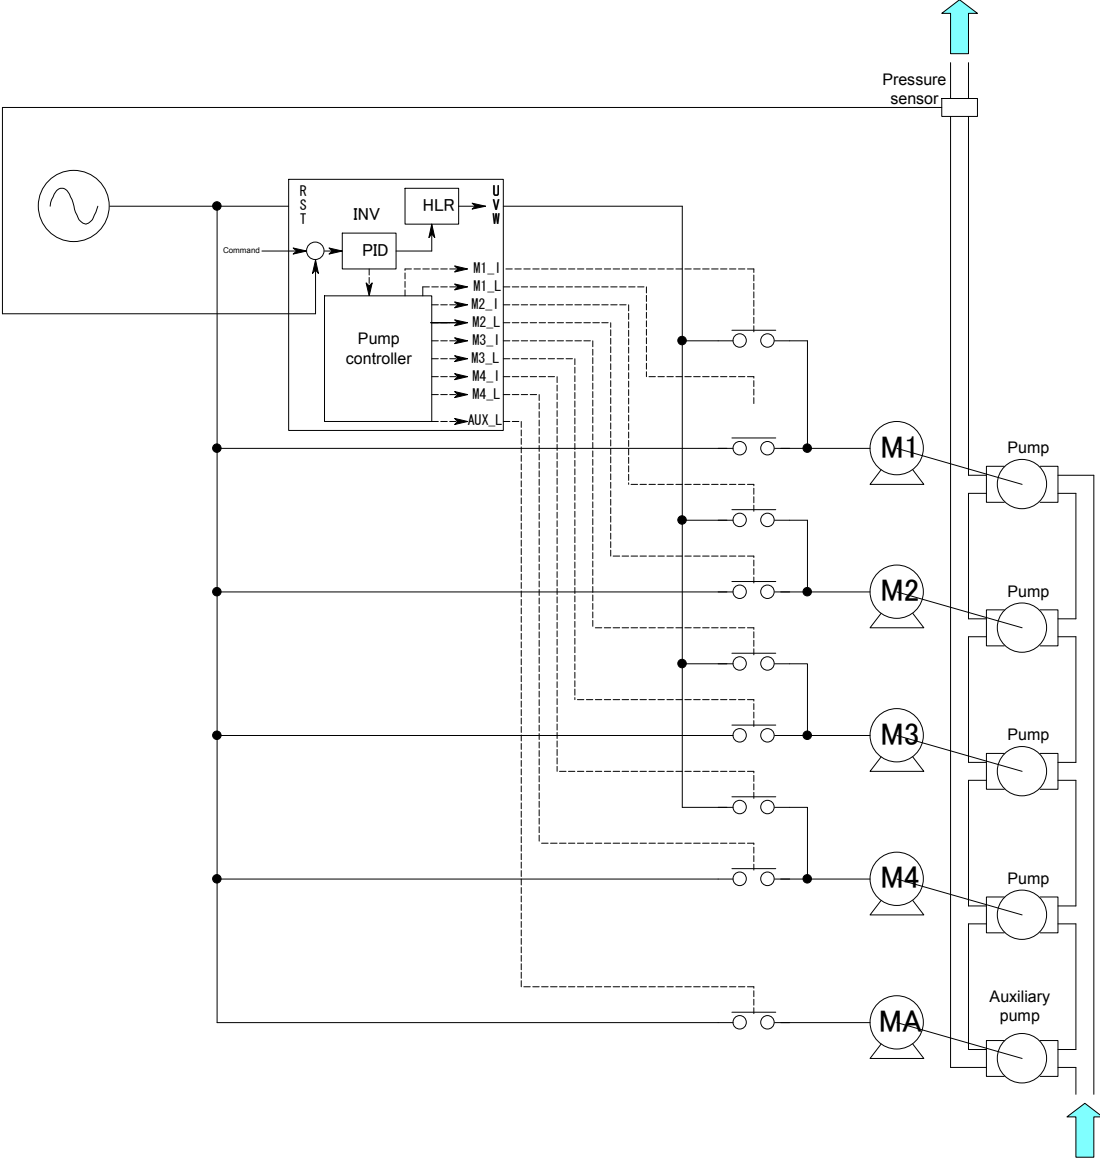 Pressure
sensor
R
S
T
INV
HLR
U
V
W
Command
PID
M1_I
M1_L
M2_I
M2_L
M3_I
M3_L
M4_I
M4_L
AUX_L
Pump
controller
M1
Pump
M2
Pump
M3
Pump
M4
Pump
MA
Auxiliary
pump